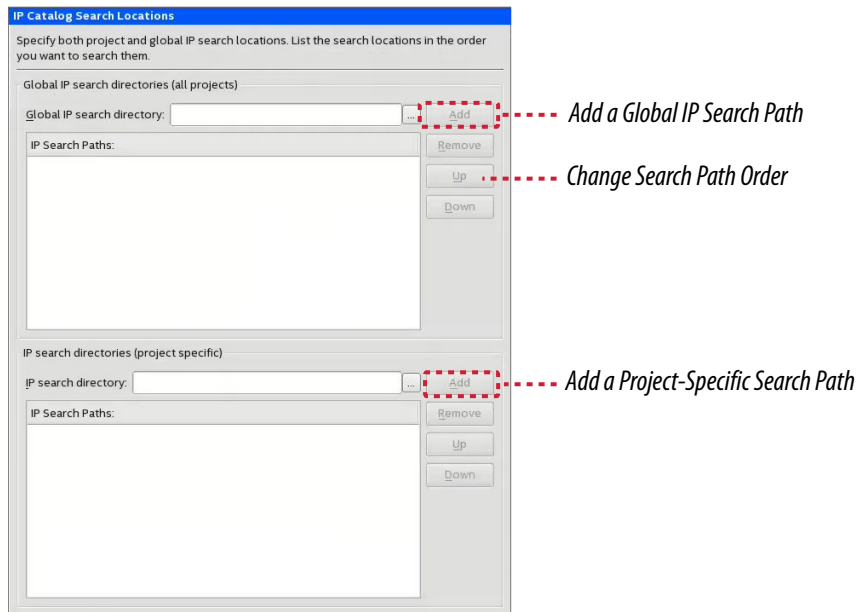 IP Catalog Search Locations
Specify both project and global IP search locations. List the search locations in the order
you want to search them.
Global IP search directories (all projects)
Global IP search directory: ... Add
Add a Global IP Search Path
IP Search Paths:
Remove
Up
Change Search Path Order
Down
IP search directories (project specific)
IP search directory: ... Add
Add a Project-Specific Search Path
IP Search Paths:
Remove
Up
Down